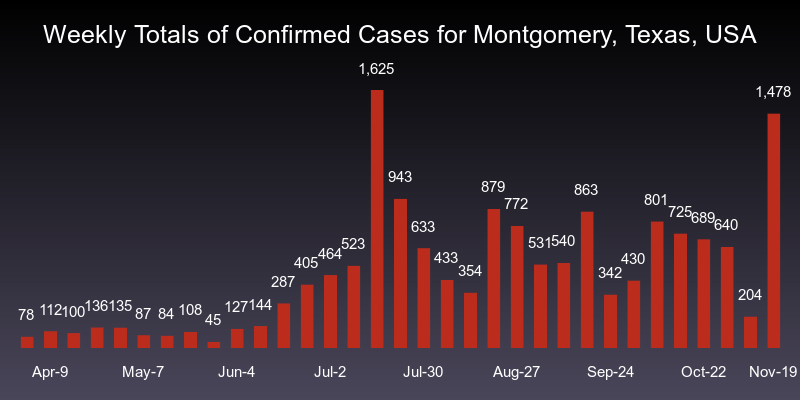 Weekly Totals of Confirmed Cases for Montgomery, Texas, USA
78 112 100 136 135 87 84 108 45 127 144 287 405 464 523 1,625 943 633 433 354 879 772 531 540 863 342 430 801 725 689 640 204 1,478
Apr-9 May-7 Jun-4 Jul-2 Jul-30 Aug-27 Sep-24 Oct-22 Nov-19